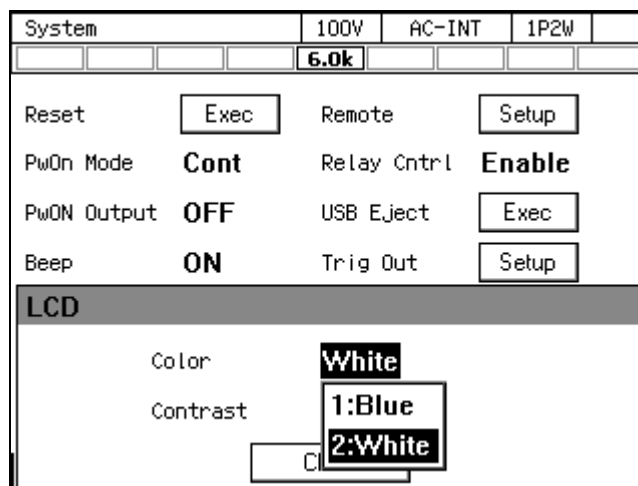 System 100V AC-INT 1P2W
6.0k
Reset Exec Remote Setup
PwOn Mode Cont Relay Cntrl Enable
PwON Output OFF USB Eject Exec
Beep ON Trig Out Setup
LCD
Color White
Contrast 1:Blue
2:White